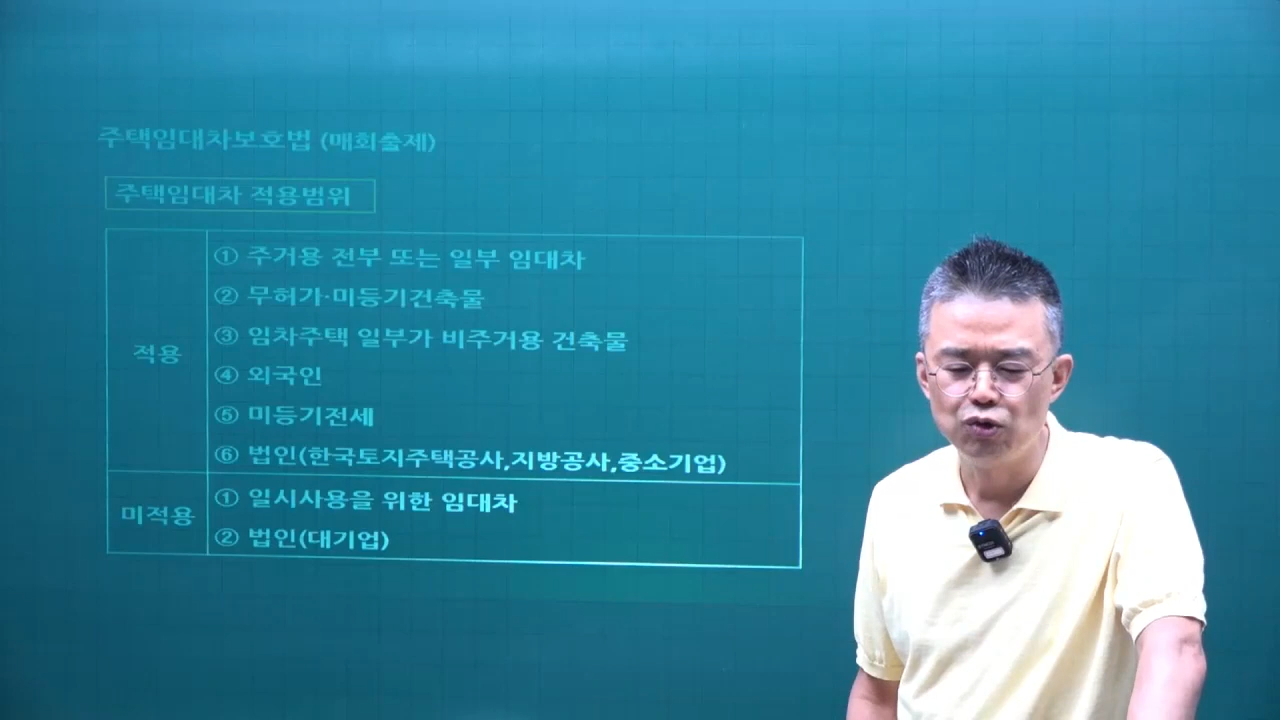 주택임대차보호법 (매회출제)
주택임대차 적용범위
적용
① 주거용 전부 또는 일부 임대차
② 무허가·미등기건축물
③ 임차주택 일부가 비주거용 건축물
④ 외국인
⑤ 미등기전세
⑥ 법인(한국토지주택공사,지방공사,중소기업)
미적용
① 일시사용을 위한 임대차
② 법인(대기업)